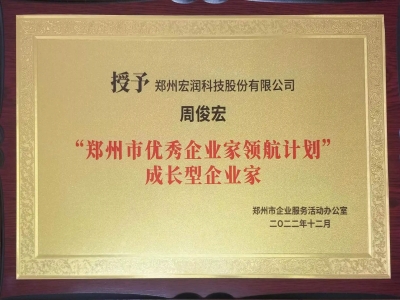 授予 郑州宏润科技股份有限公司
周俊宏
“郑州市优秀企业家领航计划”
成长型企业家
郑州市企业服务活动办公室
二〇二二年十二月